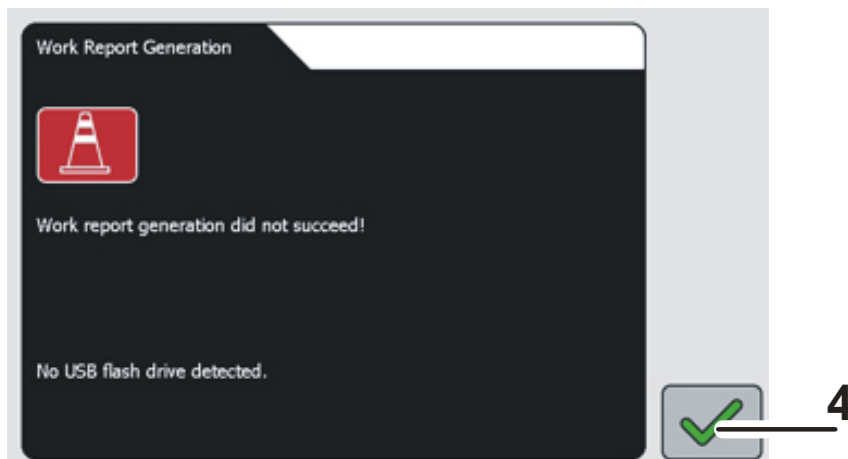 Work Report Generation
Work report generation did not succeed!
No USB flash drive detected.
4